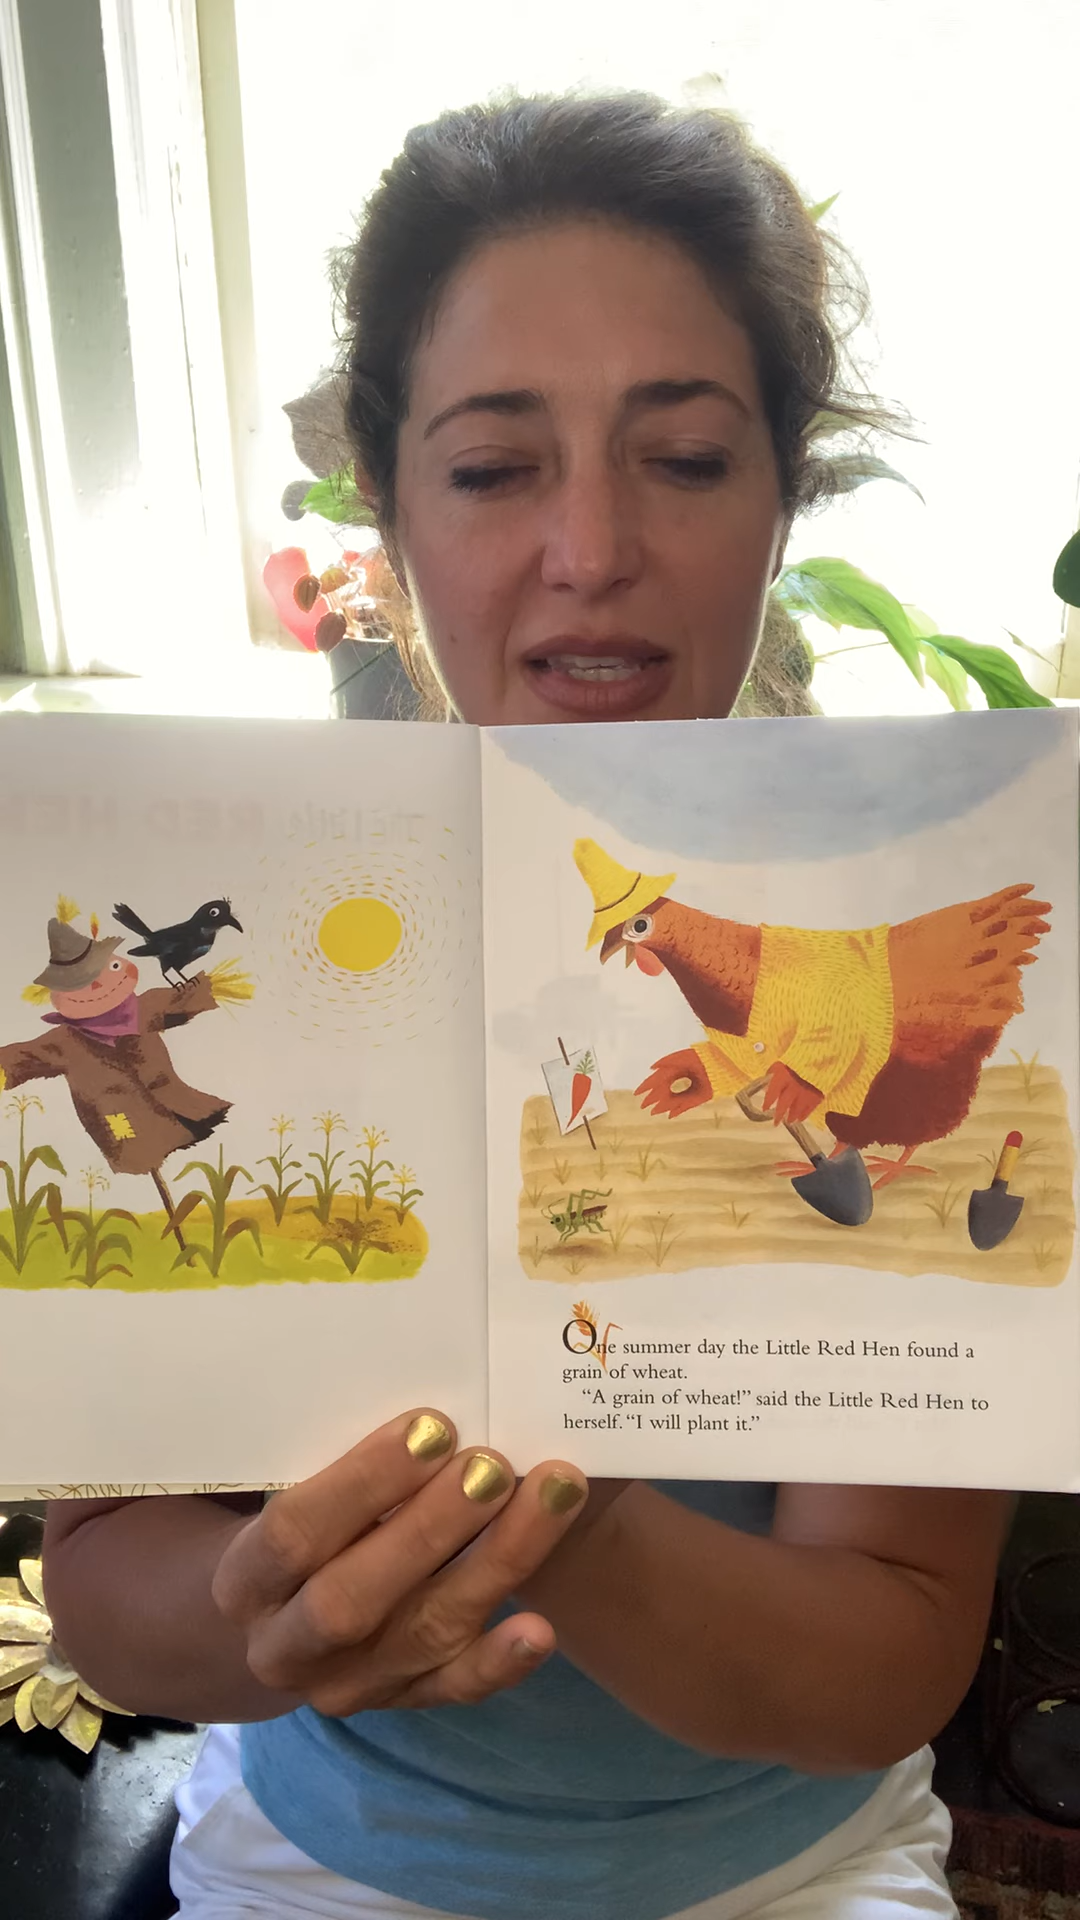 One summer day the Little Red Hen found a
grain of wheat.
“A grain of wheat!” said the Little Red Hen to
herself. “I will plant it.”